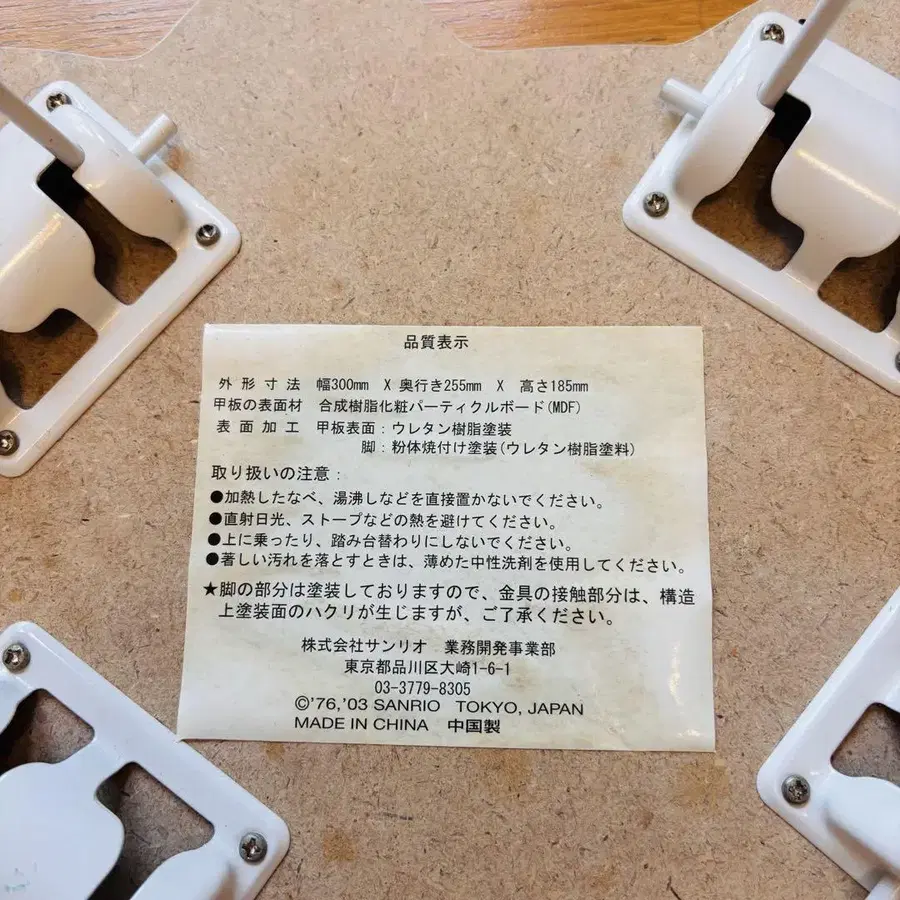 品質表示
外形寸法 幅300mm X 奥行き255mm X 高さ185mm
甲板の表面材 合成樹脂化粧パーティクルボード(MDF)
表面加工 甲板表面：ウレタン樹脂塗装
脚：粉体焼付け塗装(ウレタン樹脂塗料)
取り扱いの注意：
●加熱したなべ、湯沸しなどを直接置かないでください。
●直射日光、ストーブなどの熱を避けてください。
●上に乗ったり、踏み台替わりにしないでください。
●著しい汚れを落とすときは、薄めた中性洗剤を使用してください。
★脚の部分は塗装しておりますので、金具の接触部分は、構造
上塗装面のハクリが生じますが、ご了承ください。
株式会社サンリオ 業務開発事業部
東京都品川区大崎1-6-1
03-3779-8305
©'76,'03 SANRIO TOKYO, JAPAN
MADE IN CHINA 中国製